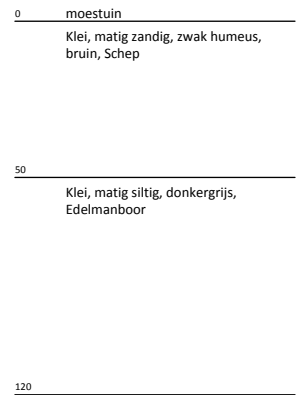 0 moestuin
Klei, matig zandig, zwak humeus,
bruin, Schep
50
Klei, matig siltig, donkergrijs,
Edelmanboor
120